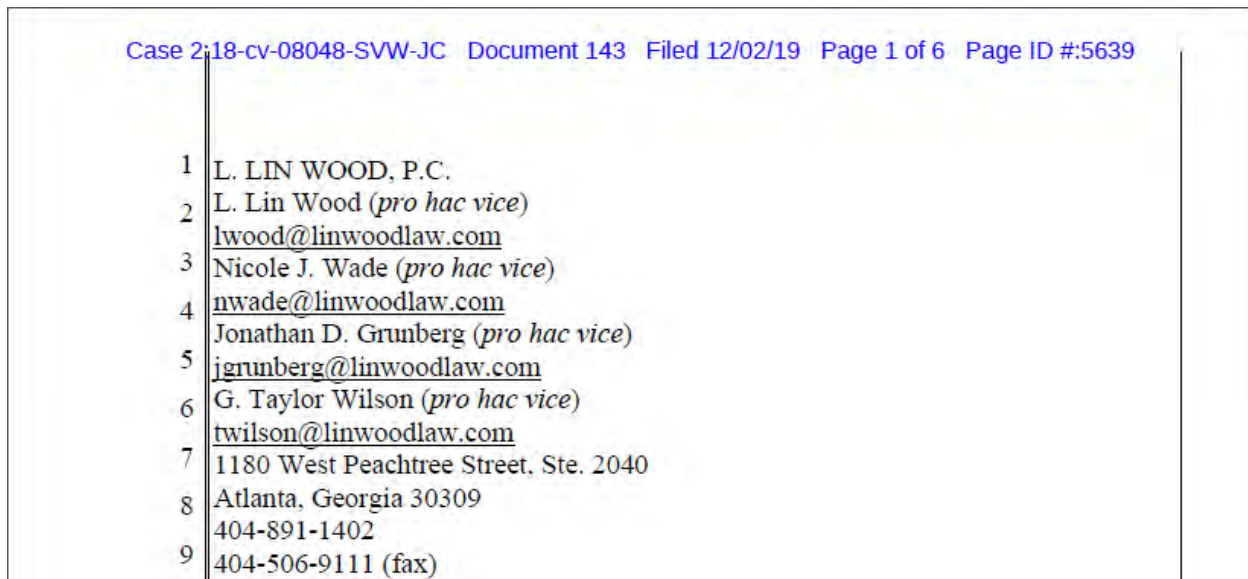 Case 2:18-cv-08048-SVW-JC Document 143 Filed 12/02/19 Page 1 of 6 Page ID #:5639
1 L. LIN WOOD, P.C.
2 L. Lin Wood (pro hac vice)
lwood@linwoodlaw.com
3 Nicole J. Wade (pro hac vice)
4 nwade@linwoodlaw.com
Jonathan D. Grunberg (pro hac vice)
5 jgrunberg@linwoodlaw.com
6 G. Taylor Wilson (pro hac vice)
twilson@linwoodlaw.com
7 1180 West Peachtree Street, Ste. 2040
8 Atlanta, Georgia 30309
404-891-1402
9 404-506-9111 (fax)